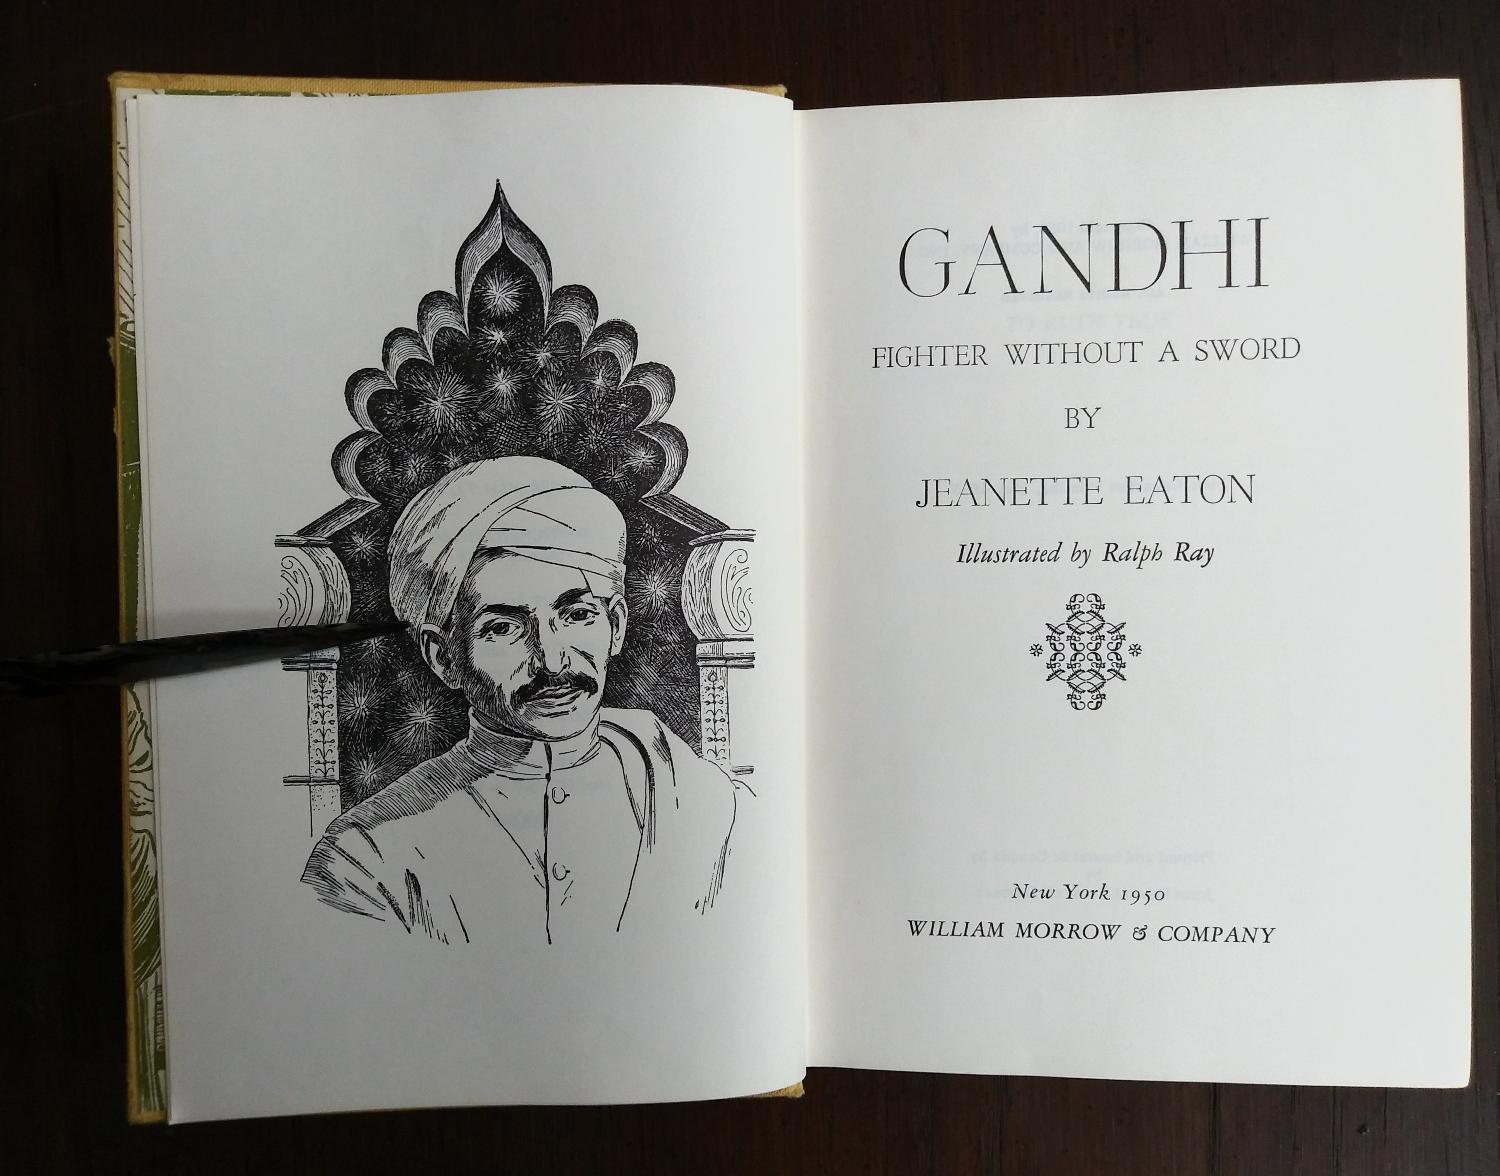 GANDHI
FIGHTER WITHOUT A SWORD
BY
JEANETTE EATON
Illustrated by Ralph Ray
New York 1950
WILLIAM MORROW & COMPANY